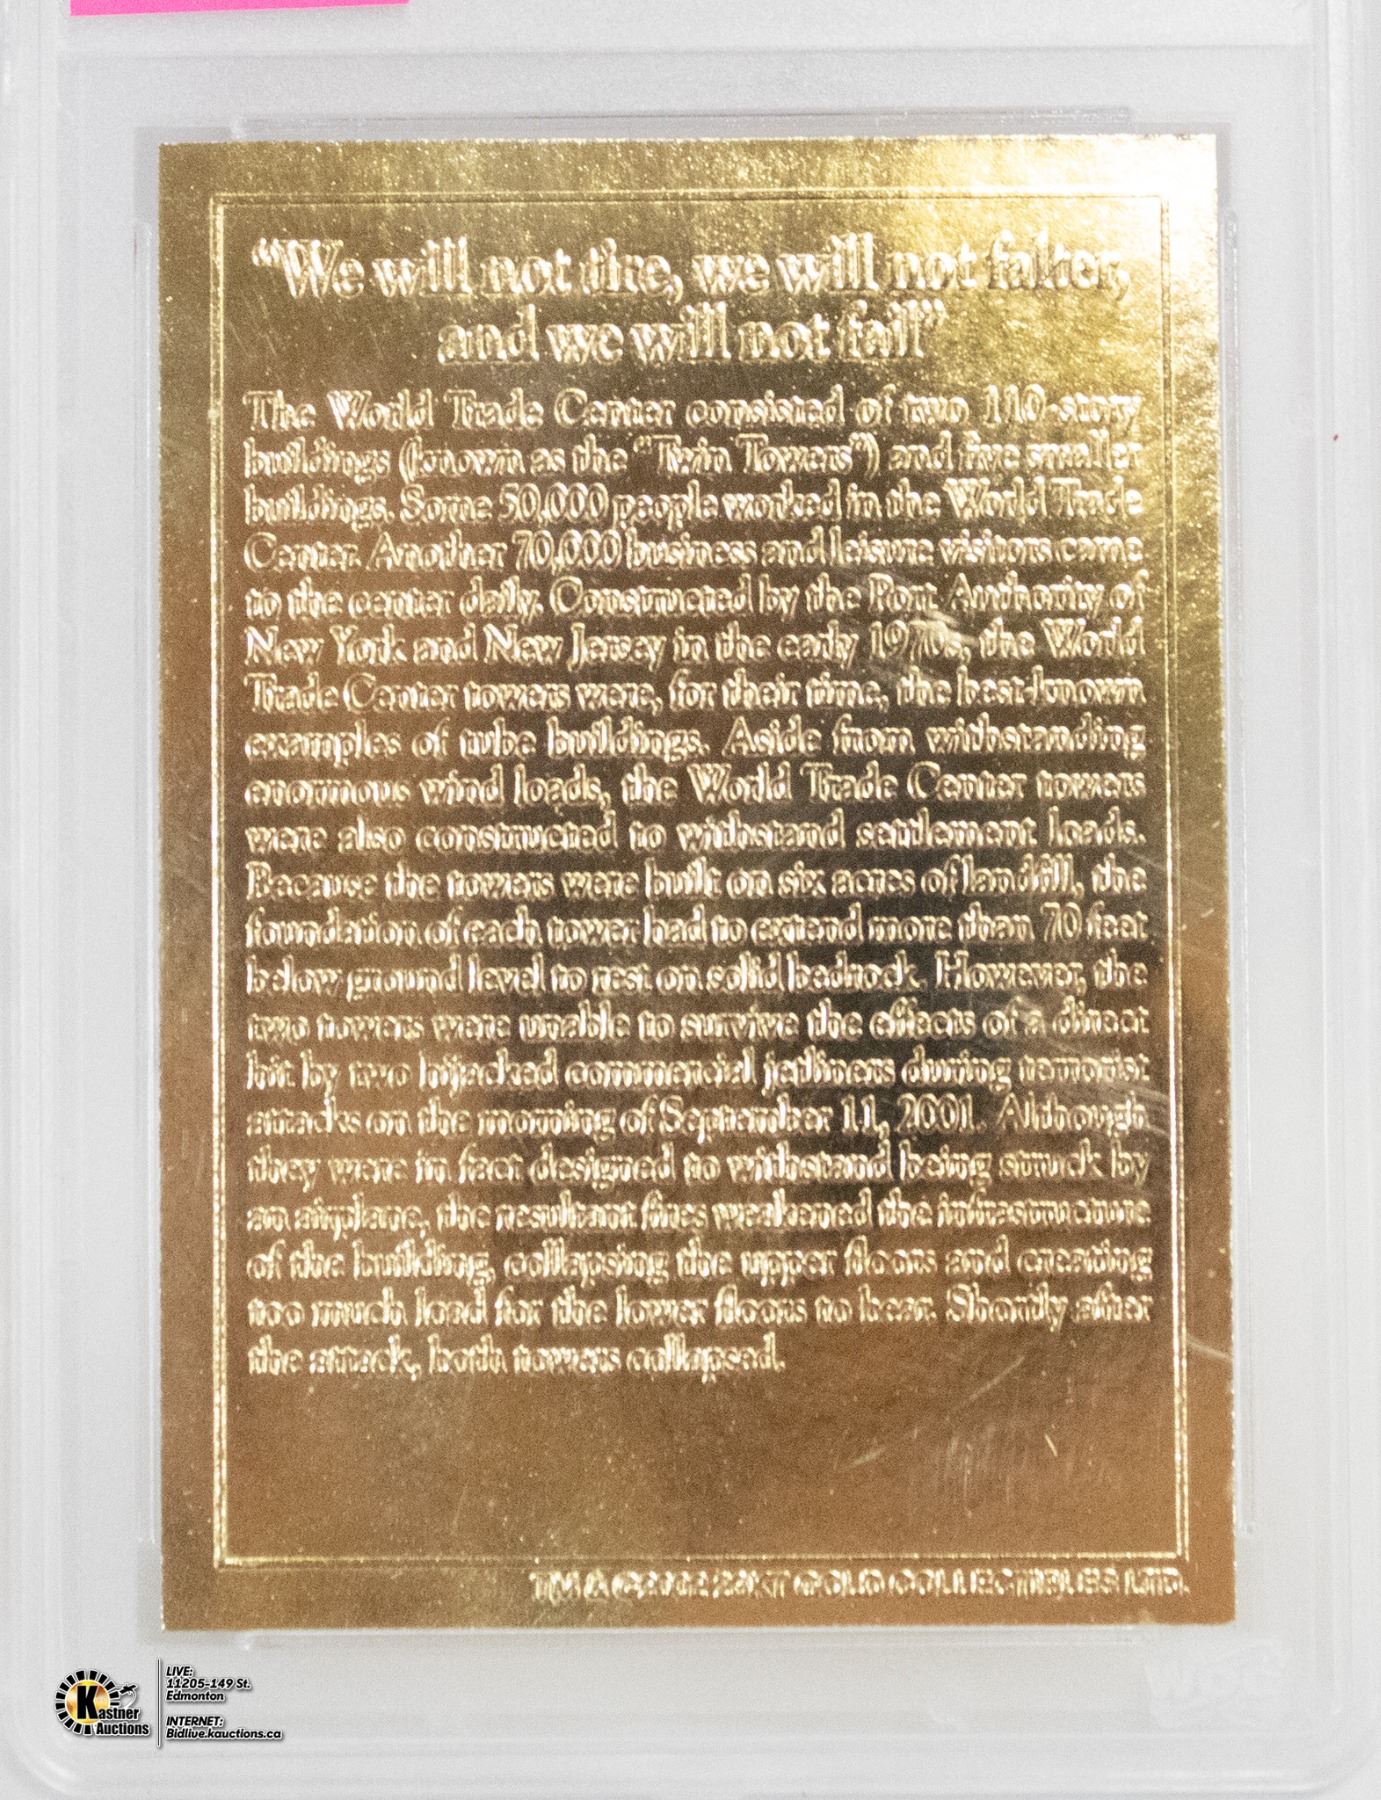 “We will not tire, we will not falter,
and we will not fail”
The World Trade Center consisted of two 110-story
buildings (known as the “Twin Towers”) and five smaller
buildings. Some 50,000 people worked in the World Trade
Center. Another 70,000 business and leisure visitors came
to the center daily. Constructed by the Port Authority of
New York and New Jersey in the early 1970s, the World
Trade Center towers were, for their time, the best-known
examples of tube buildings. Aside from withstanding
enormous wind loads, the World Trade Center towers
were also constructed to withstand settlement loads.
Because the towers were built on six acres of landfill, the
foundation of each tower had to extend more than 70 feet
below ground level to rest on solid bedrock. However, the
two towers were unable to survive the effects of a direct
hit by two hijacked commercial jetliners during terrorist
attacks on the morning of September 11, 2001. Although
they were in fact designed to withstand being struck by
an airplane, the resultant fires weakened the infrastructure
of the building, collapsing the upper floors and creating
too much load for the lower floors to bear. Shortly after
the attack, both towers collapsed.
TM & © GOLD COLLECTIBLES LTD.
Kastner
Auctions
LIVE:
11205-149 St.
Edmonton
INTERNET:
Bidlive.kauctions.ca